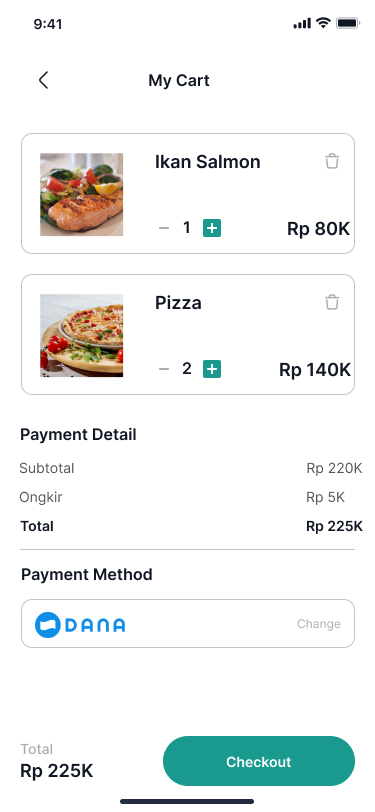 9:41
My Cart
Ikan Salmon
1
Rp 80K
Pizza
2
Rp 140K
Payment Detail
Subtotal Rp 220K
Ongkir Rp 5K
Total Rp 225K
Payment Method
DANA Change
Total
Rp 225K
Checkout